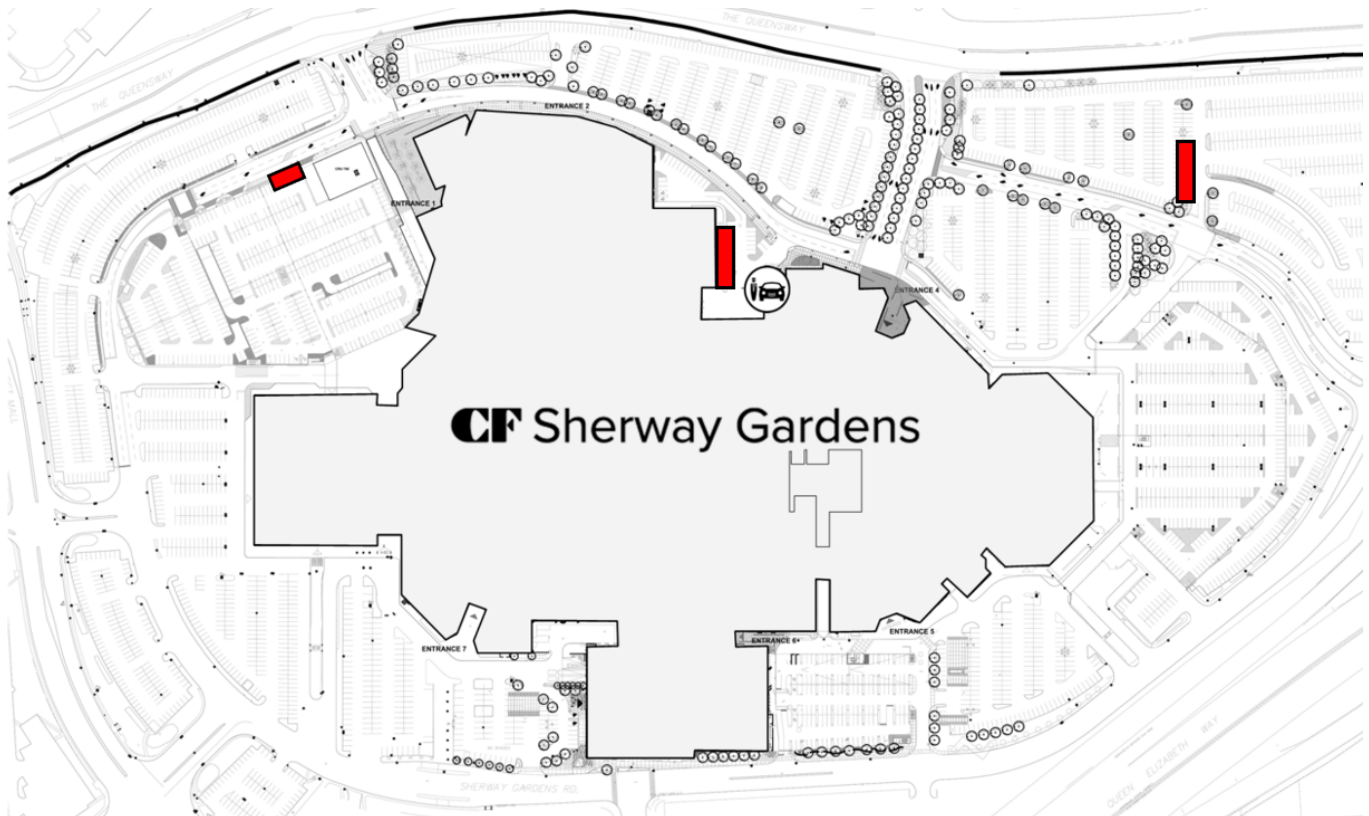 THE QUEENSWAY
THE QUEENSWAY
ENTRANCE 2
ENTRANCE 1
ENTRANCE 4
CF Sherway Gardens
ENTRANCE 5
ENTRANCE 6
ENTRANCE 7
SHERWAY GARDENS RD.
QUEEN ELIZABETH WAY